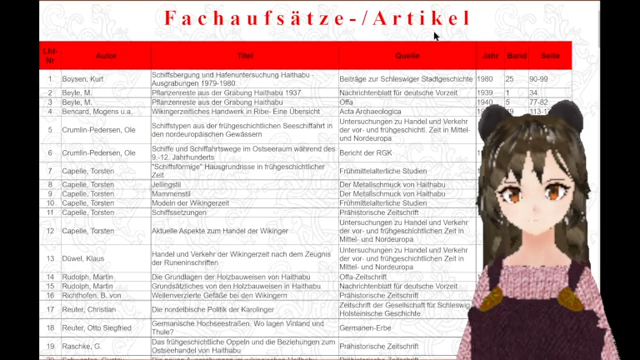 Fachaufsätze-/Artikel
Lfd-Nr Autor Titel Quelle Jahr Band Seite
1 Boysen, Kurt Schiffsbergung und Hafenuntersuchung Haithabu - Ausgrabungen 1979-1980 Beiträge zur Schleswiger Stadtgeschichte 1980 25 90-99
2 Beyle, M. Pflanzenreste aus der Grabung Haithabu 1937 Nachrichtenblatt für deutsche Vorzeit 1939 1 34
3 Beyle, M. Pflanzenreste aus der Grabung Haithabu Offa 1940 5 77-82
4 Bencard, Mogens u.a. Wikingerzeitliches Handwerk in Ribe- Eine Übersicht Acta Archaeologica
5 Crumlin-Pedersen, Ole Schiffstypen aus der frühgeschichtlichen Seeschiffahrt in den nordeuropäischen Gewässern Untersuchungen zu Handel und Verkehr der vor- und frühgeschichtl. Zeit in Mittel- und Nordeuropa
6 Crumlin-Pedersen, Ole Schiffe und Schiffahrtswege im Ostseeraum während des 9.-12. Jahrhunderts Bericht der RGK
7 Capelle, Torsten "Schiffsförmige" Hausgrundrisse in frühgeschichtlicher Zeit Frühmittelalterliche Studien
8 Capelle, Torsten Jellingstil Der Metallschmuck von Haithabu
9 Capelle, Torsten Mammenstil Der Metallschmuck von Haithabu
10 Capelle, Torsten Modeln der Wikingerzeit Frühmittelalterliche Studien
11 Capelle, Torsten Schiffsetzungen Prähistorische Zeitschrift
12 Capelle, Torsten Aktuelle Aspekte zum Handel der Wikinger Untersuchungen zu Handel und Verkehr der vor- und frühgeschichtlichen Zeit in Mittel- und Nordeuropa
13 Düwel, Klaus Handel und Verkehr der Wikingerzeit nach dem Zeugnis der Runeninschriften Untersuchungen zu Handel und Verkehr der vor- und frühgeschichtlichen Zeit in Mittel- und Nordeuropa
14 Rudolph, Martin Die Grundlagen der Holzbauweisen von Haithabu Offa-Zeitschrift
15 Rudolph, Martin Grundsätzliches von den Holzbauweisen in Haithabu Nachrichtenblatt für deutsche Vorzeit
16 Richthofen, B. von Wellenverzierte Gefäße bei den Wikingern Prähistorische Zeitschrift
17 Reuter, Christian Die nordelbische Politik der Karolinger Zeitschrift der Gesellschaft für Schleswig Holsteinische Geschichte
18 Reuter, Otto Siegfried Germanische Hochseestraßen. Wo lagen Vinland und Thule? Germanen-Erbe
19 Raschke, G. Das frühgeschichtliche Oppeln und die Beziehungen zum Ostseehandel von Haithabu Prähistorische Zeitschrift